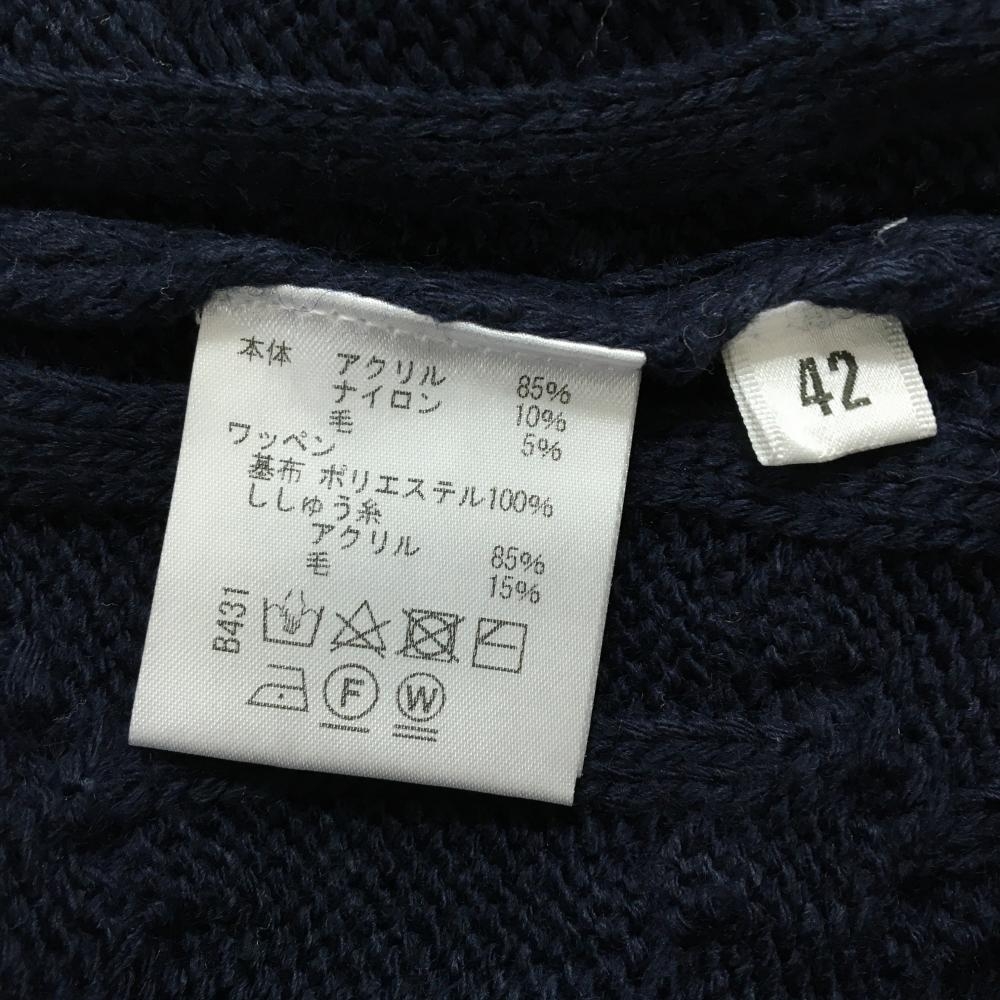 本体 アクリル 85%
ナイロン 10%
毛 5%
ワッペン
基布 ポリエステル100%
ししゅう糸
アクリル 85%
毛 15%
B431
F W
42